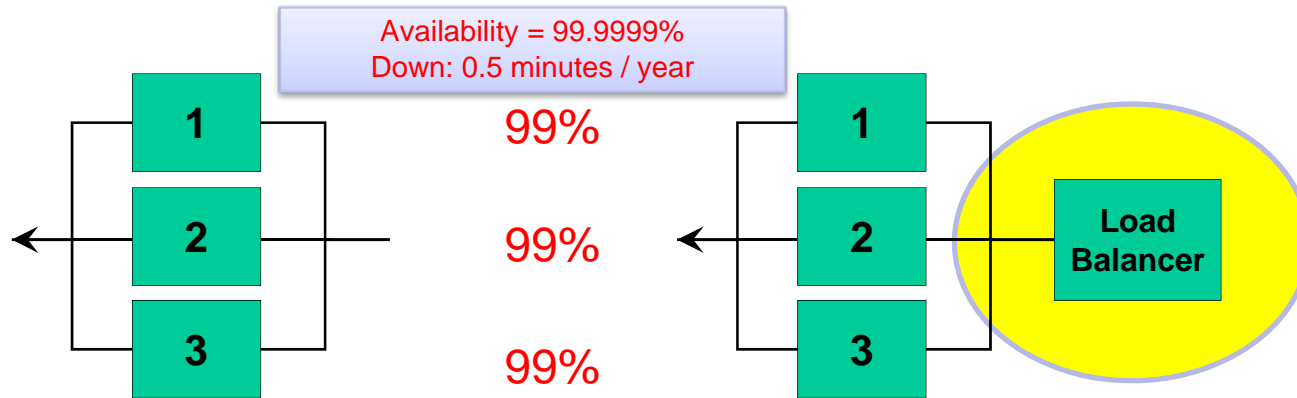 Availability = 99.9999%
Down: 0.5 minutes / year
1
99%
1
2
99%
2
Load
Balancer
3
99%
3